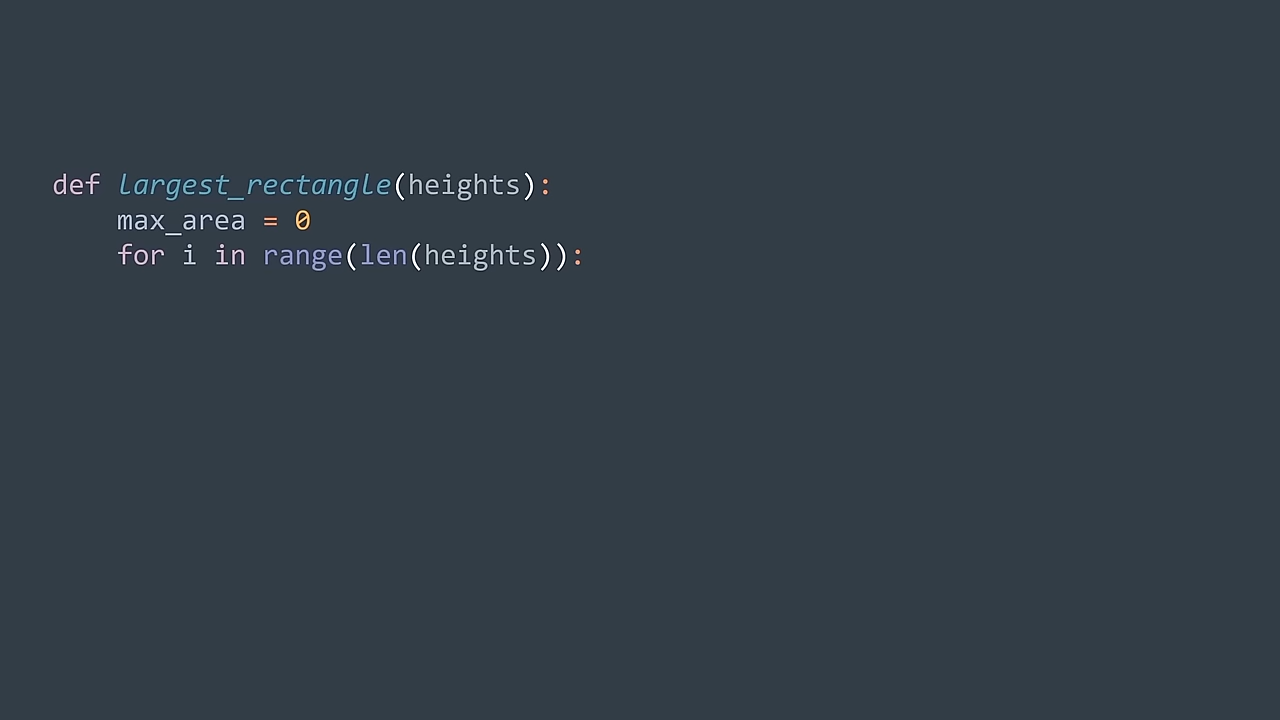 def largest_rectangle(heights):
    max_area = 0
    for i in range(len(heights)):